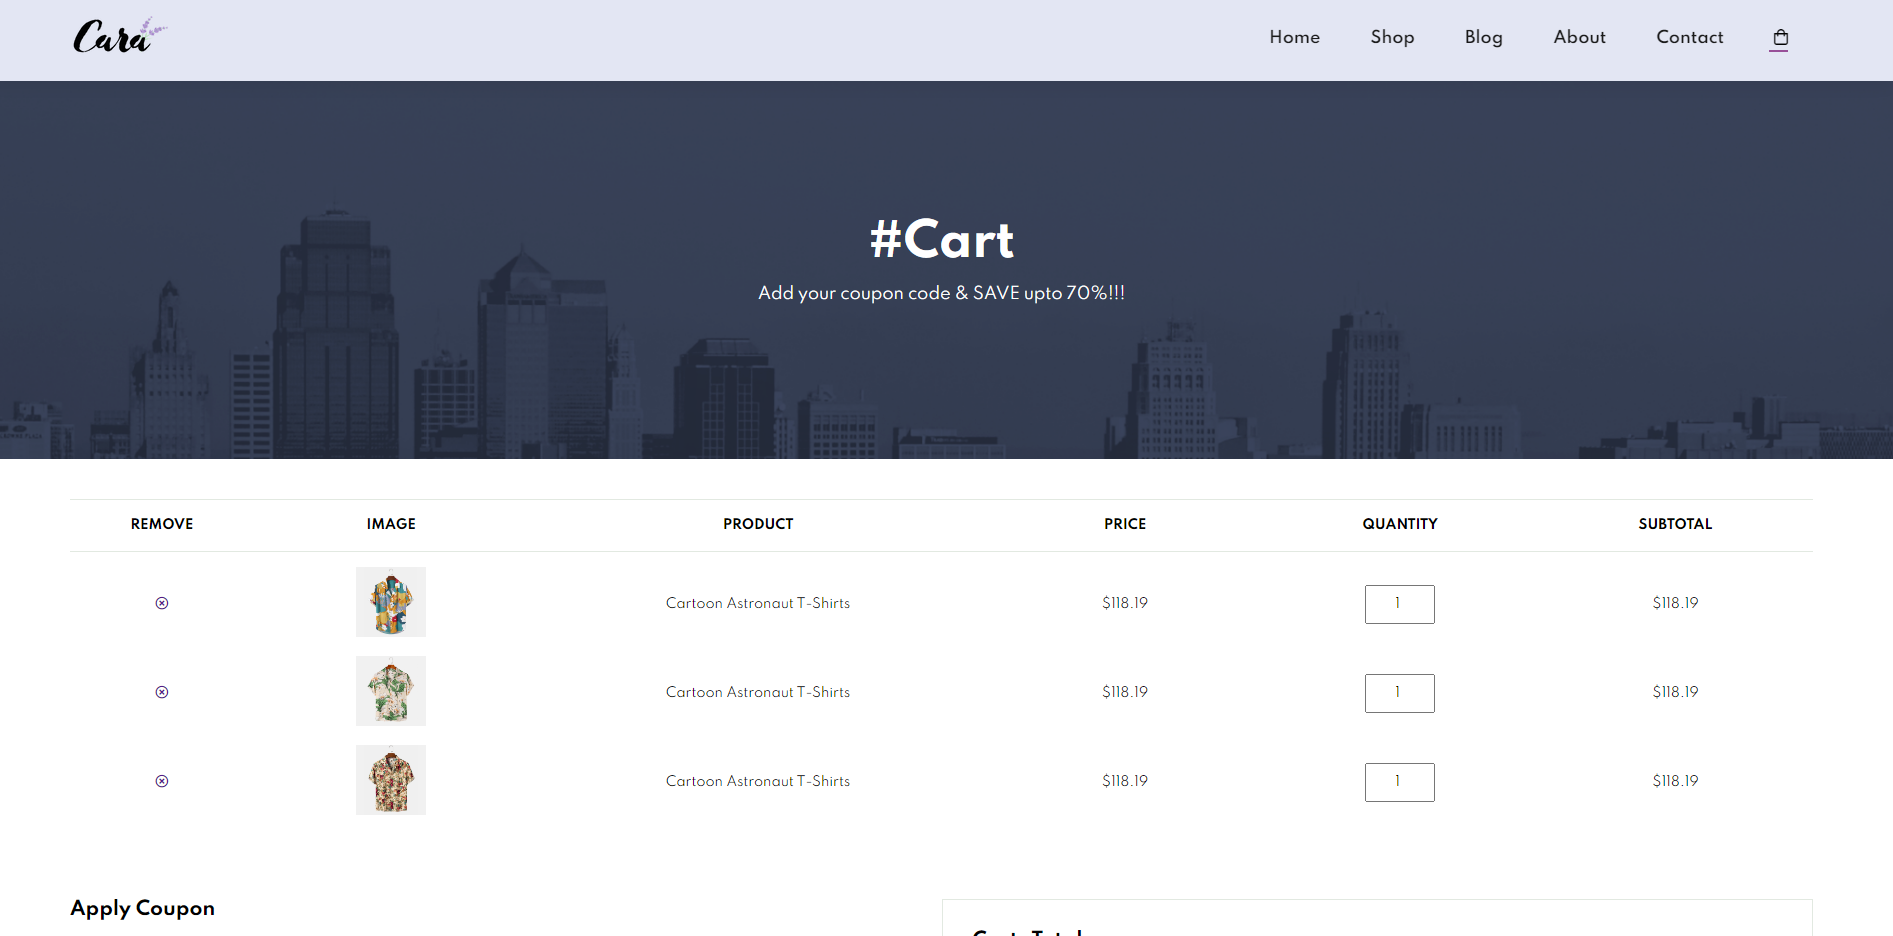 Cara
Home Shop Blog About Contact
#Cart
Add your coupon code & SAVE upto 70%!!!
REMOVE IMAGE PRODUCT PRICE QUANTITY SUBTOTAL
Cartoon Astronaut T-Shirts $118.19 1 $118.19
Cartoon Astronaut T-Shirts $118.19 1 $118.19
Cartoon Astronaut T-Shirts $118.19 1 $118.19
Apply Coupon